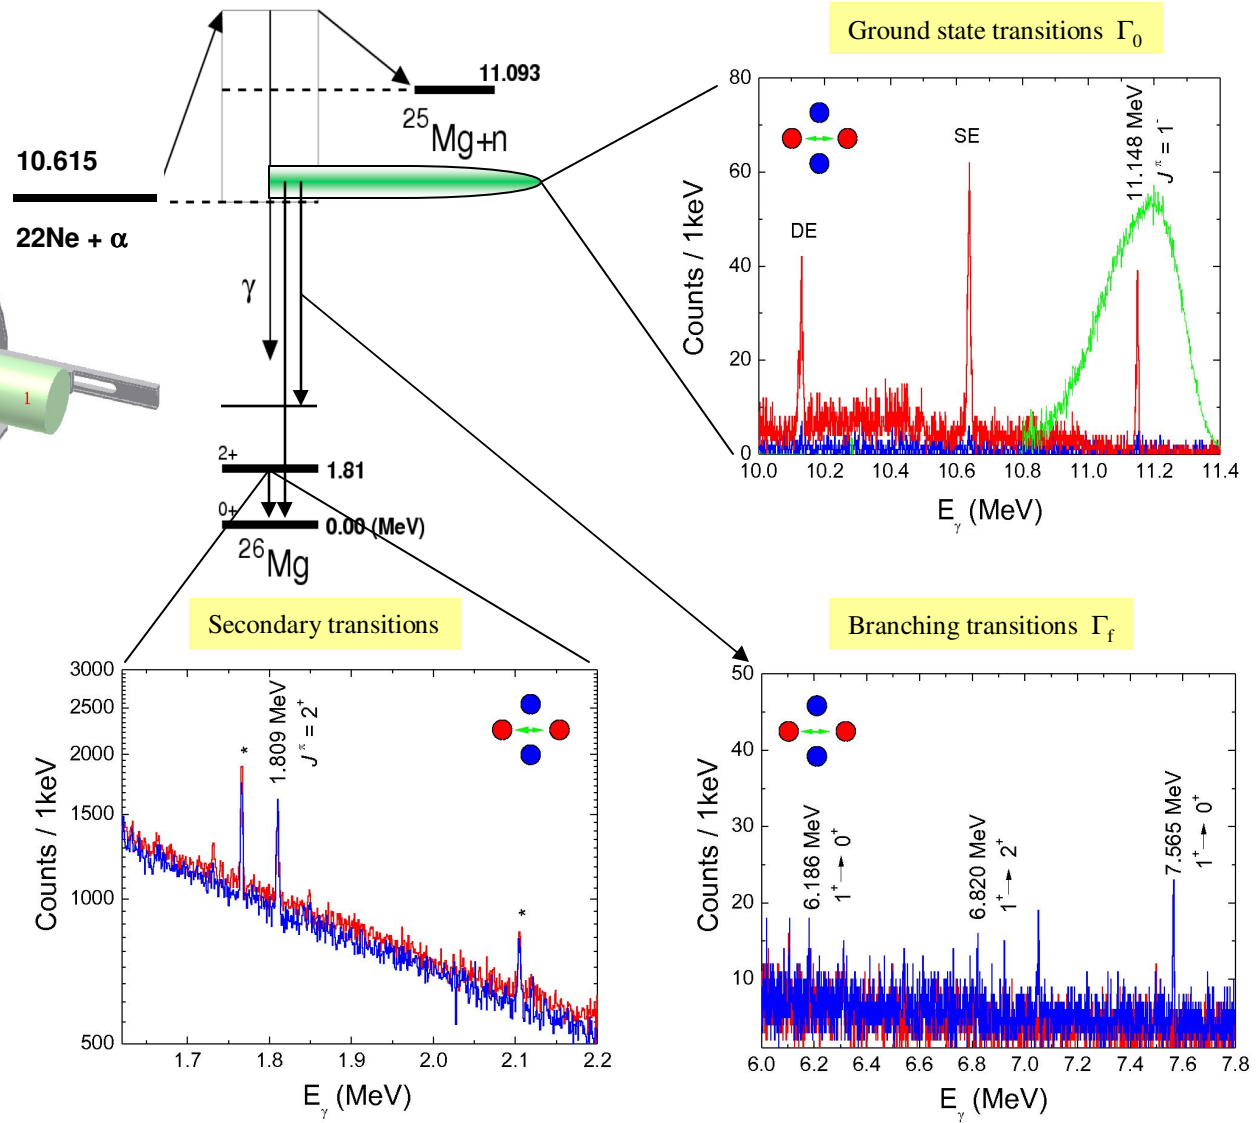 Ground state transitions Γ0
11.093
25Mg+n
10.615
22Ne + α
γ
1
2+
1.81
0+
0.00 (MeV)
26Mg
80
60
40
20
0
Counts / 1keV
DE
SE
11.148 MeV
Jπ = 1-
10.0 10.2 10.4 10.6 10.8 11.0 11.2 11.4
Eγ (MeV)
Secondary transitions
3000
2500
2000
1500
1000
500
Counts / 1keV
*
1.809 MeV
Jπ = 2+
*
1.7 1.8 1.9 2.0 2.1 2.2
Eγ (MeV)
Branching transitions Γf
50
40
30
20
10
Counts / 1keV
6.186 MeV
1+ → 0+
6.820 MeV
1+ → 2+
7.565 MeV
1+ → 0+
6.0 6.2 6.4 6.6 6.8 7.0 7.2 7.4 7.6 7.8
Eγ (MeV)